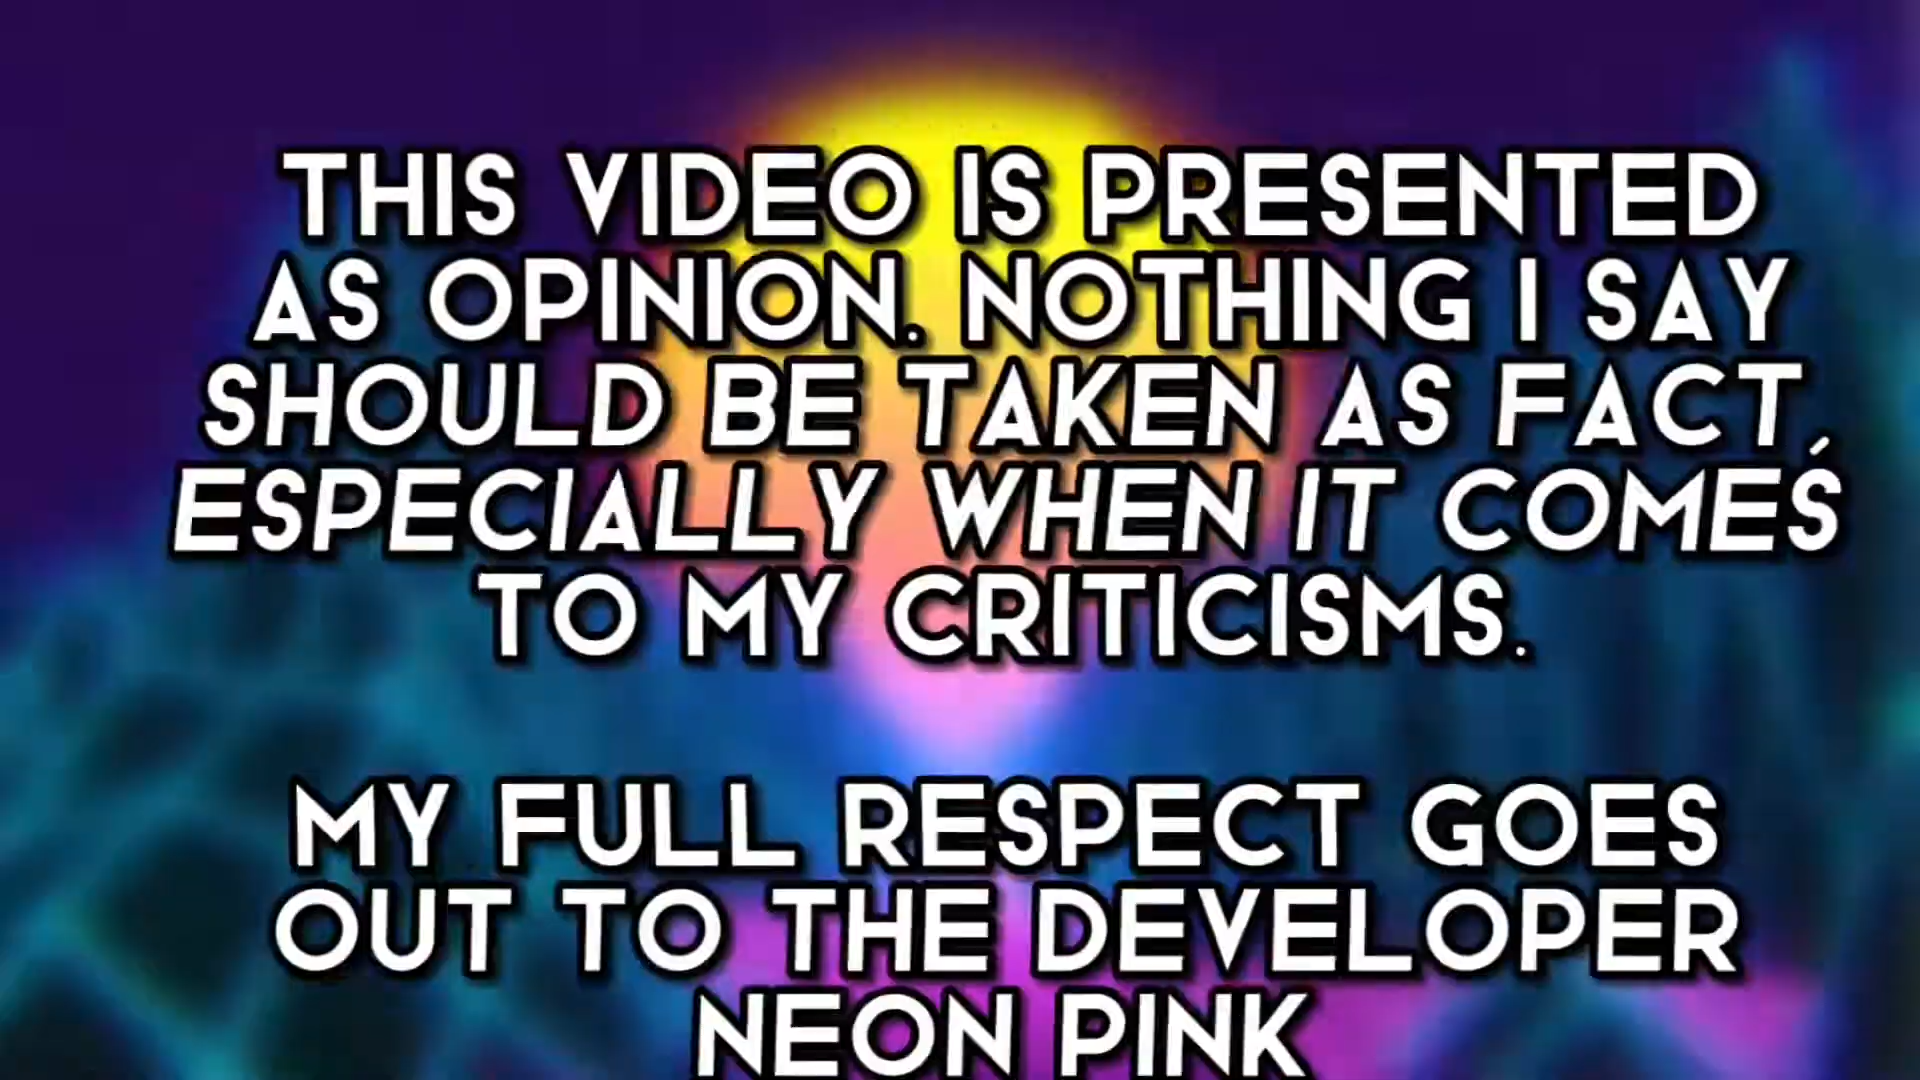 THIS VIDEO IS PRESENTED
AS OPINION. NOTHING I SAY
SHOULD BE TAKEN AS FACT,
ESPECIALLY WHEN IT COMES
TO MY CRITICISMS.
MY FULL RESPECT GOES
OUT TO THE DEVELOPER
NEON PINK